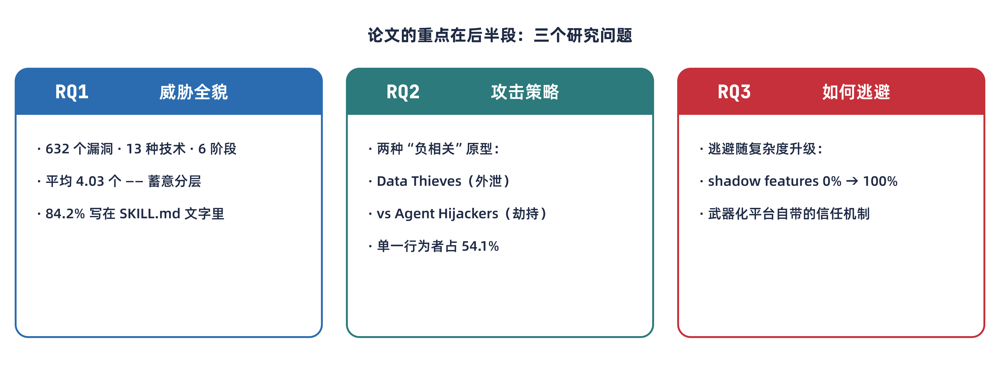 论文的重点在后半段：三个研究问题
RQ1 威胁全貌
· 632 个漏洞 · 13 种技术 · 6 阶段
· 平均 4.03 个 —— 蓄意分层
· 84.2% 写在 SKILL.md 文字里
RQ2 攻击策略
· 两种“负相关”原型：
· Data Thieves（外泄）
· vs Agent Hijackers（劫持）
· 单一行为者占 54.1%
RQ3 如何逃避
· 逃避随复杂度升级：
· shadow features 0% → 100%
· 武器化平台自带的信任机制